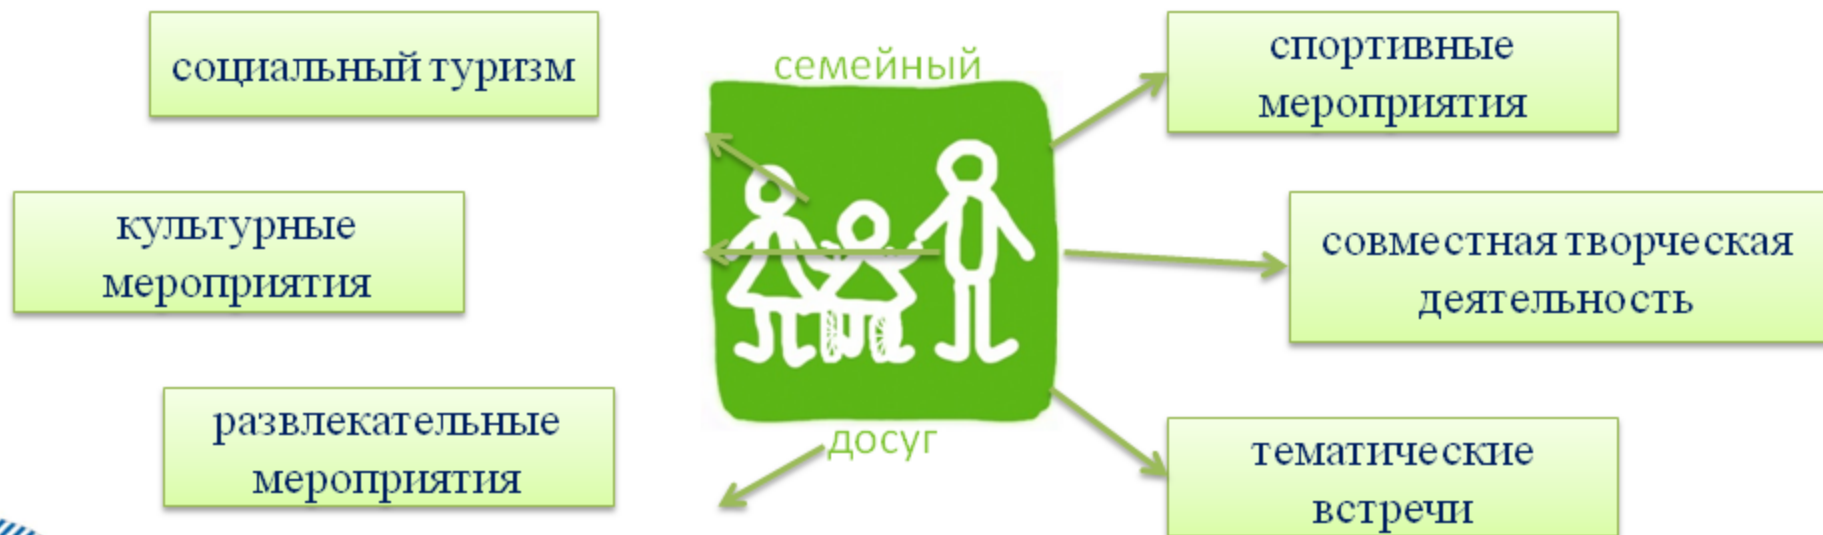 социальный туризм
культурные
мероприятия
развлекательные
мероприятия
семейный
досуг
спортивные
мероприятия
совместная творческая
деятельность
тематические
встречи